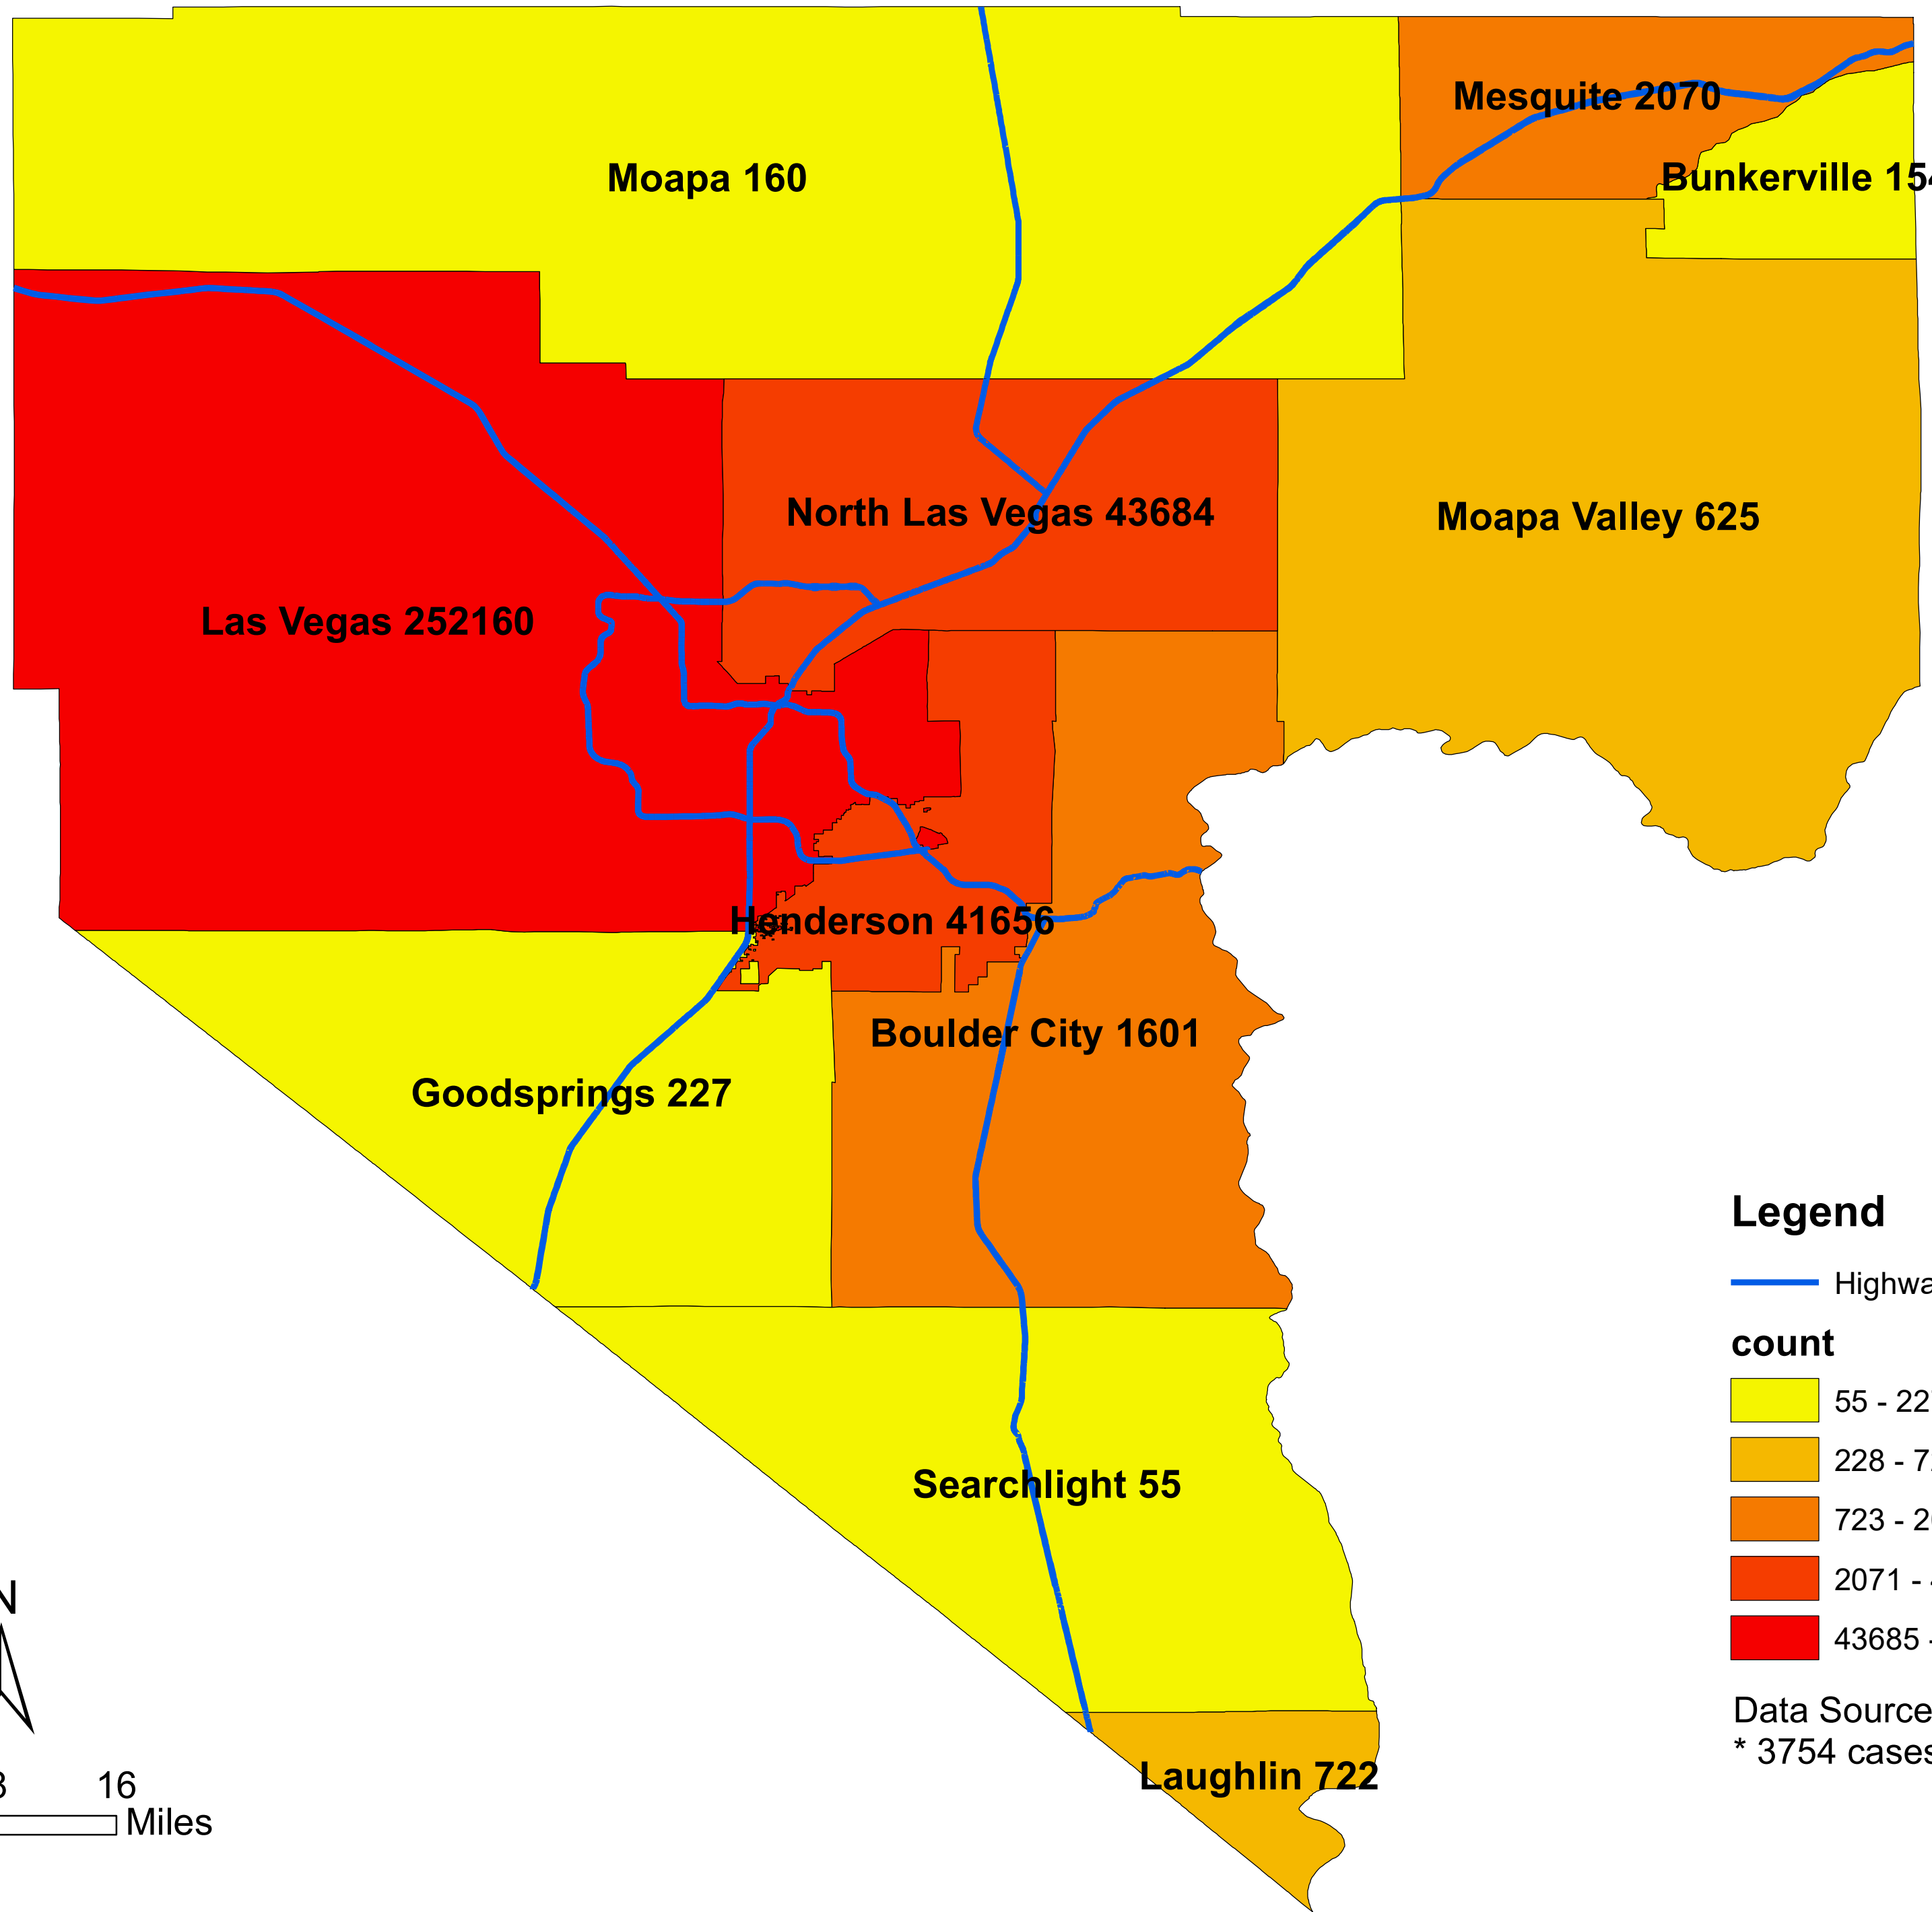 Mesquite 2070
Moapa 160
Bunkerville 154
North Las Vegas 43684
Moapa Valley 625
Las Vegas 252160
Henderson 41656
Boulder City 1601
Goodsprings 227
Legend
Highwa
count
55 - 22
228 - 7
Searchlight 55
723 - 2
2071 -
N
43685 -
Data Source
* 3754 cases
Laughlin 722
16
Miles